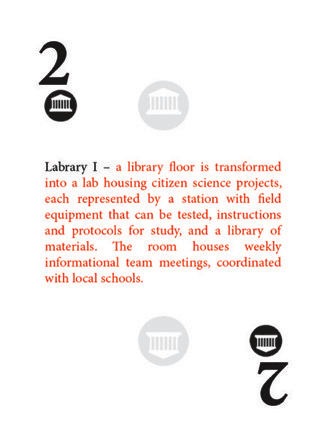 2
Labrary I – a library floor is transformed
into a lab housing citizen science projects,
each represented by a station with field
equipment that can be tested, instructions
and protocols for study, and a library of
materials. The room houses weekly
informational team meetings, coordinated
with local schools.
2